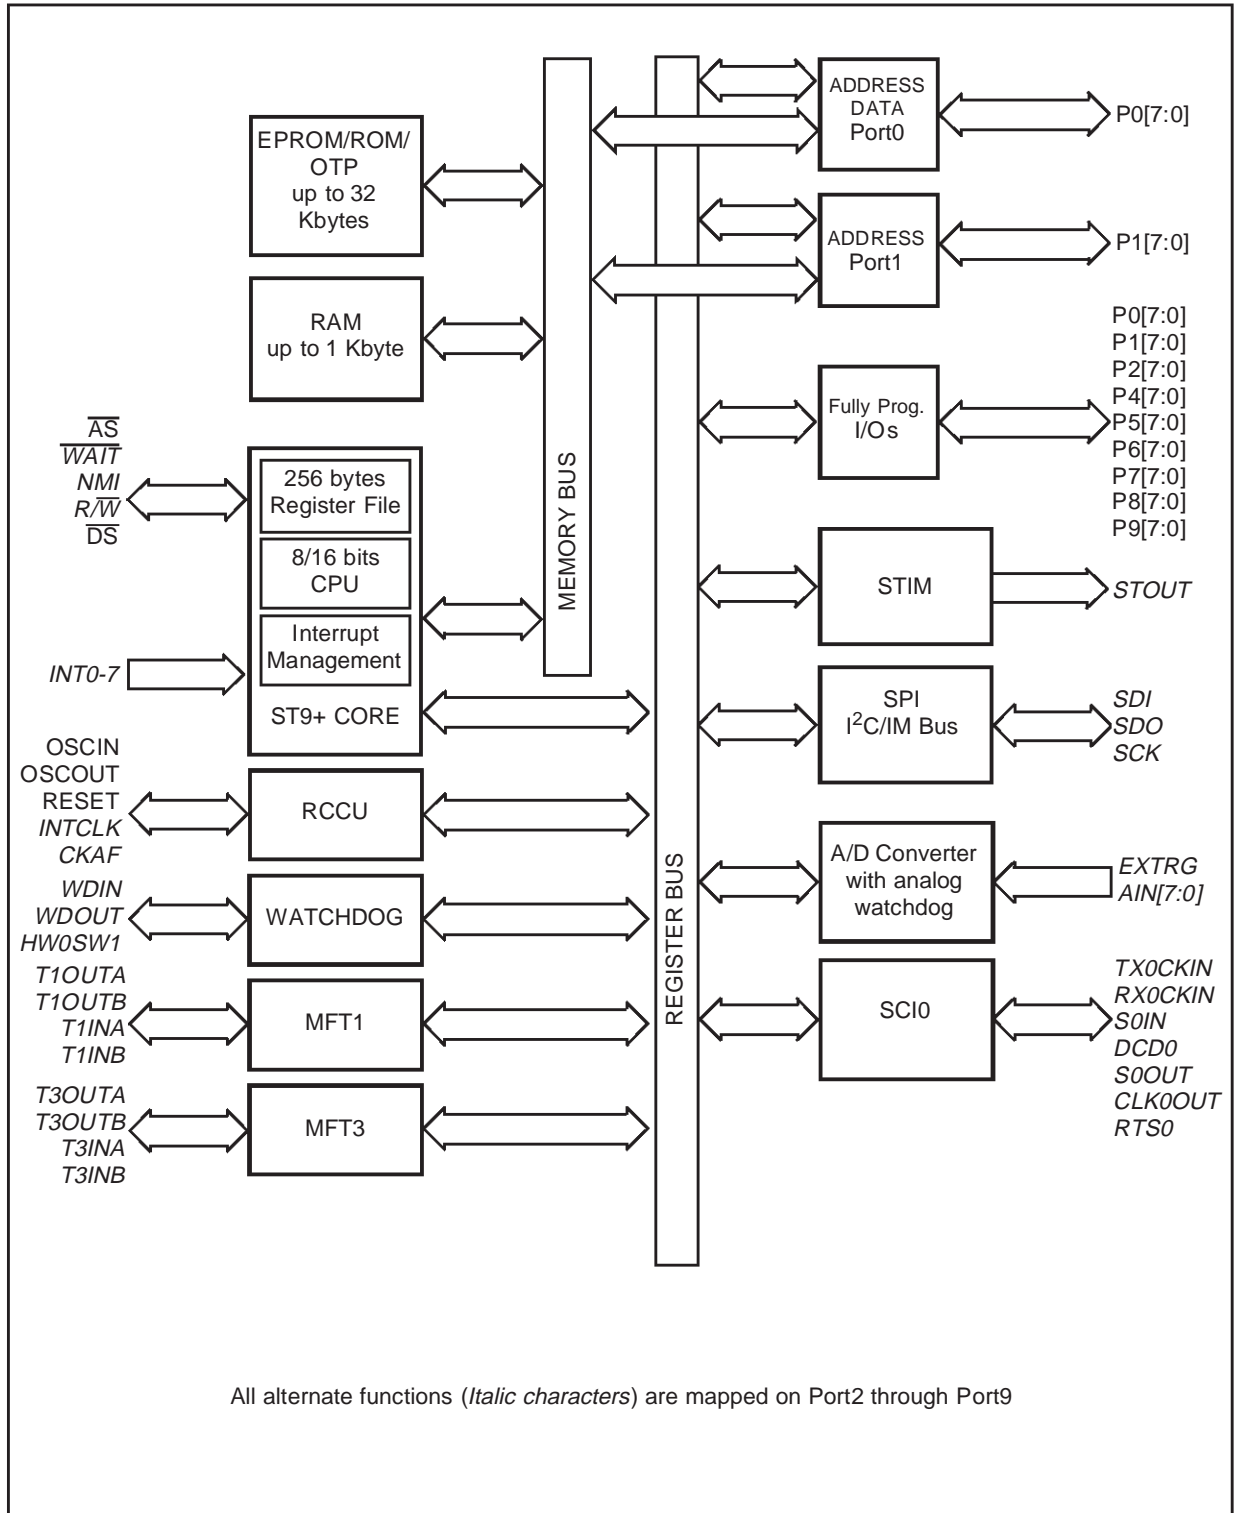 EPROM/ROM/
OTP
up to 32
Kbytes
RAM
up to 1 Kbyte
AS
WAIT
NMI
R/W
DS
256 bytes
Register File
8/16 bits
CPU
Interrupt
Management
ST9+ CORE
INT0-7
OSCIN
OSCOUT
RESET
INTCLK
CKAF
RCCU
WDIN
WDOUT
HW0SW1
WATCHDOG
T1OUTA
T1OUTB
T1INA
T1INB
MFT1
T3OUTA
T3OUTB
T3INA
T3INB
MFT3
MEMORY BUS
REGISTER BUS
ADDRESS
DATA
Port0
P0[7:0]
ADDRESS
Port1
P1[7:0]
Fully Prog.
I/Os
P0[7:0]
P1[7:0]
P2[7:0]
P4[7:0]
P5[7:0]
P6[7:0]
P7[7:0]
P8[7:0]
P9[7:0]
STIM
STOUT
SPI
I2C/IM Bus
SDI
SDO
SCK
A/D Converter
with analog
watchdog
EXTRG
AIN[7:0]
SCI0
TX0CKIN
RX0CKIN
S0IN
DCD0
S0OUT
CLK0OUT
RTS0
All alternate functions (Italic characters) are mapped on Port2 through Port9